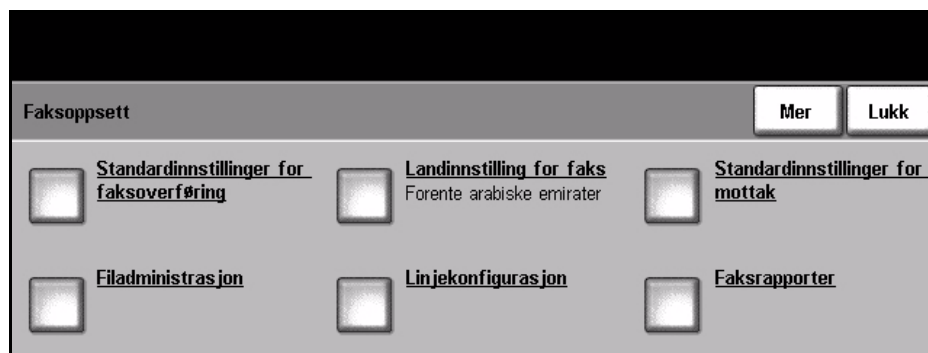 Faksoppsett
Mer
Lukk
Standardinnstillinger for
faksoverføring
Landinnstilling for faks
Forente arabiske emirater
Standardinnstillinger for
mottak
Filadministrasjon
Linjekonfigurasjon
Faksrapporter